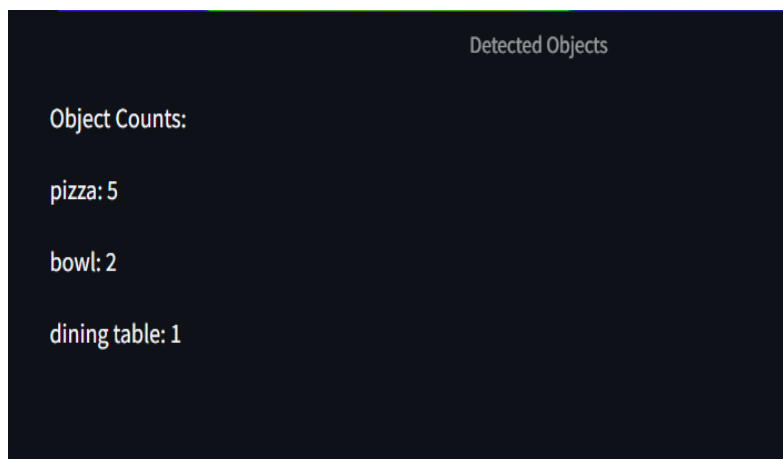 Detected Objects
Object Counts:
pizza: 5
bowl: 2
dining table: 1